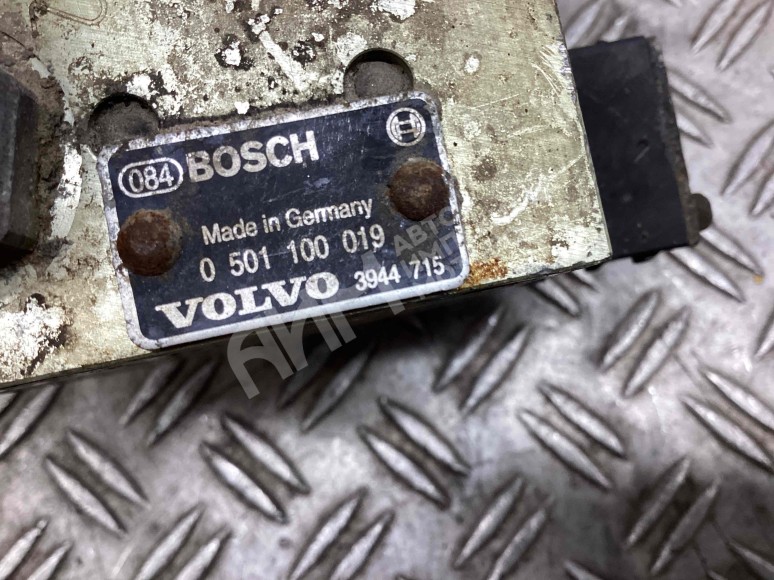 084 BOSCH
Made in Germany
0 501 100 019
VOLVO 3944 715